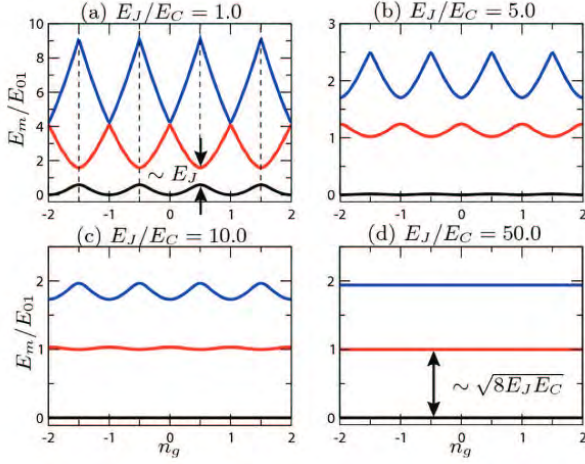 (a) E_J/E_C = 1.0
(b) E_J/E_C = 5.0
E_m/E_01
10
8
6
4
2
0
∼ E_J
-2 -1 0 1 2
3
2
1
0
-2 -1 0 1 2
(c) E_J/E_C = 10.0
(d) E_J/E_C = 50.0
E_m/E_01
2
1
0
-2 -1 0 1 2
n_g
2
1
0
∼ √8E_JE_C
-2 -1 0 1 2
n_g